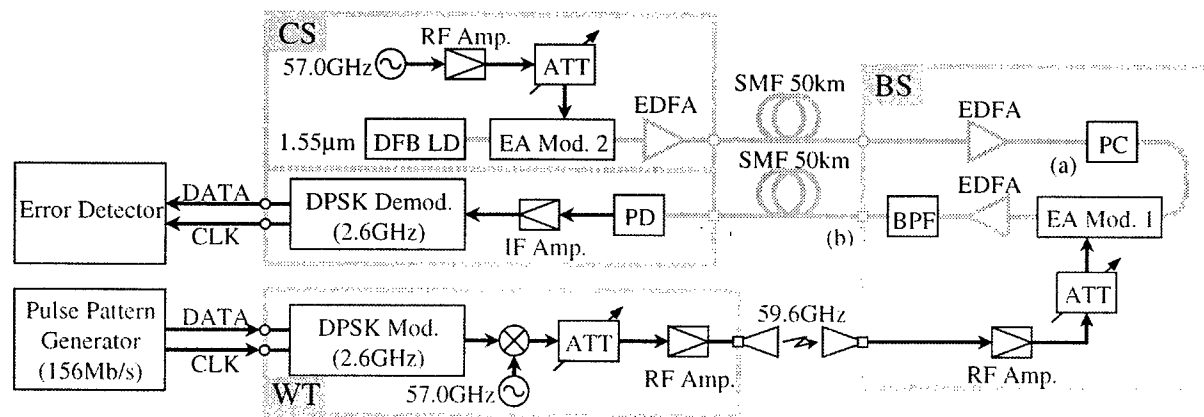 CS
RF Amp.
57.0GHz
ATT
EDFA
SMF 50km
BS
EDFA
1.55μm
DFB LD
EA Mod. 2
SMF 50km
(a)
PC
EDFA
Error Detector
DATA
CLK
DPSK Demod.
(2.6GHz)
IF Amp.
PD
(b)
BPF
EA Mod. 1
ATT
Pulse Pattern
Generator
(156Mb/s)
DATA
CLK
DPSK Mod.
(2.6GHz)
ATT
59.6GHz
RF Amp.
RF Amp.
WT
57.0GHz